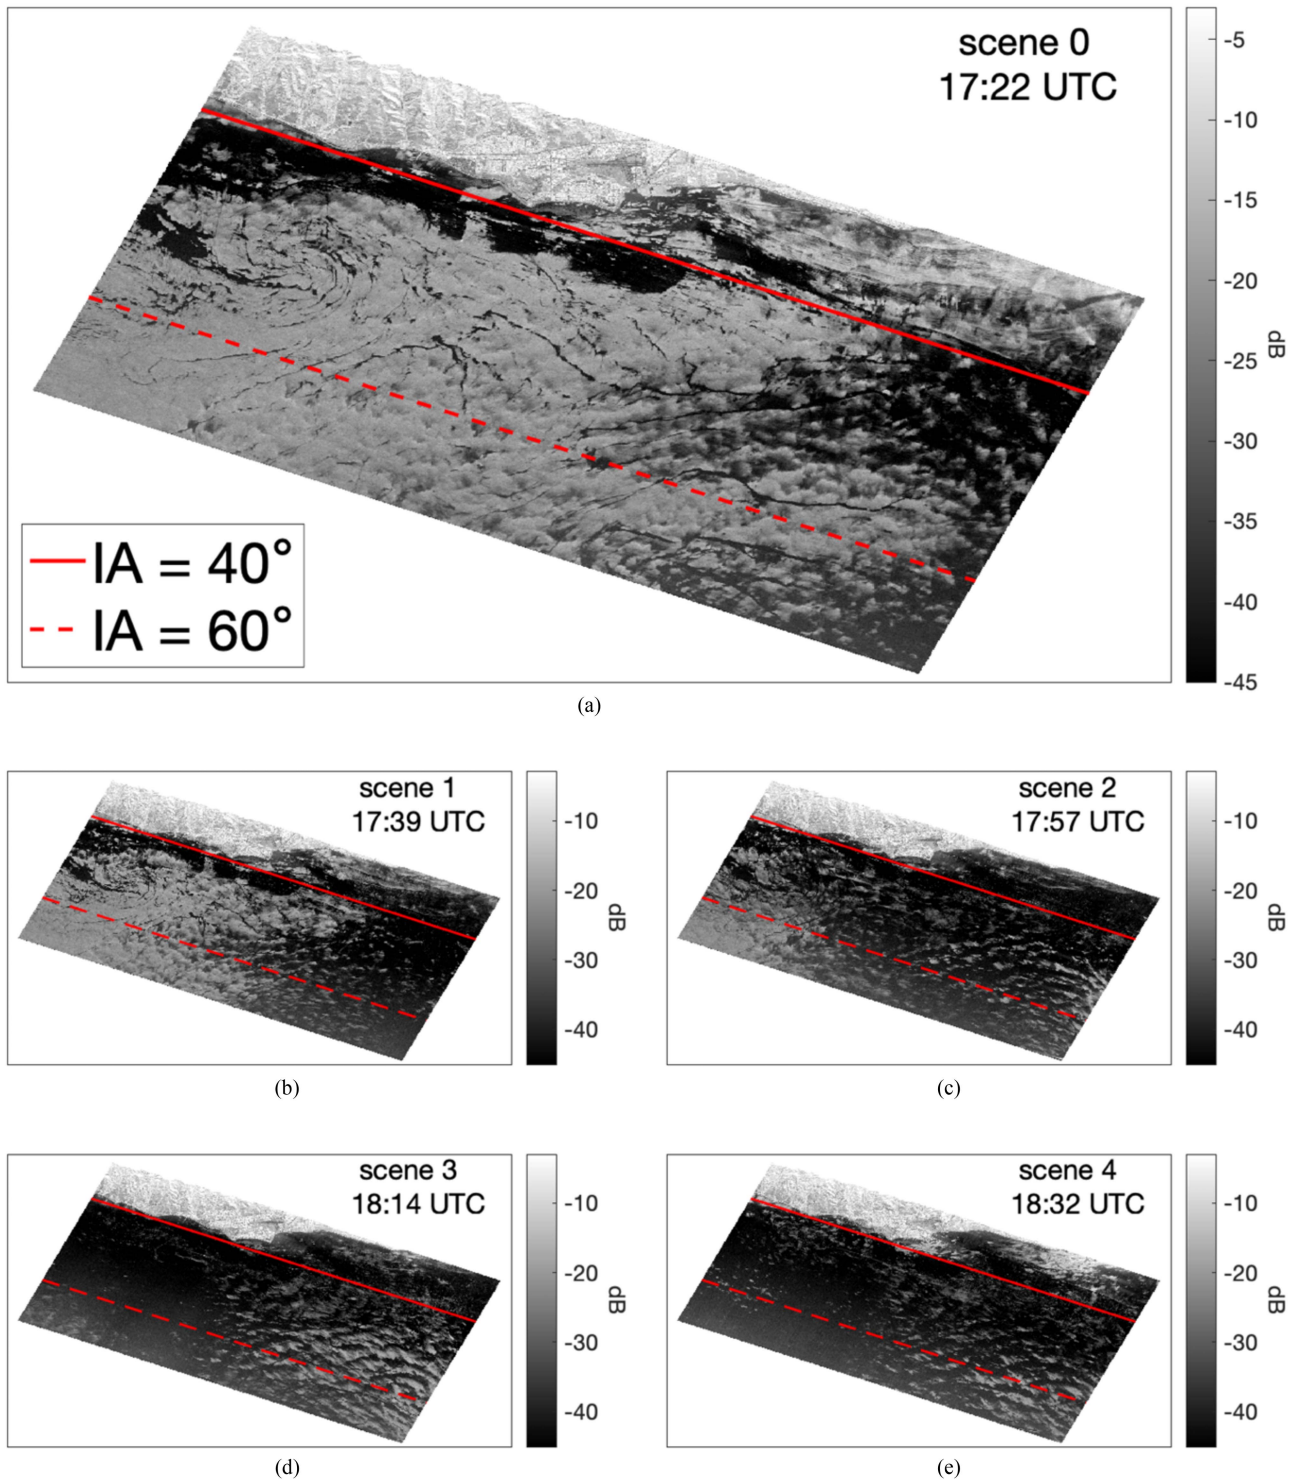 scene 0
17:22 UTC
-5
-10
-15
-20
-25
-30
-35
-40
-45
dB
IA = 40°
IA = 60°
(a)
scene 1
17:39 UTC
-10
-20
-30
-40
dB
(b)
scene 2
17:57 UTC
-10
-20
-30
-40
dB
(c)
scene 3
18:14 UTC
-10
-20
-30
-40
dB
(d)
scene 4
18:32 UTC
-10
-20
-30
-40
dB
(e)